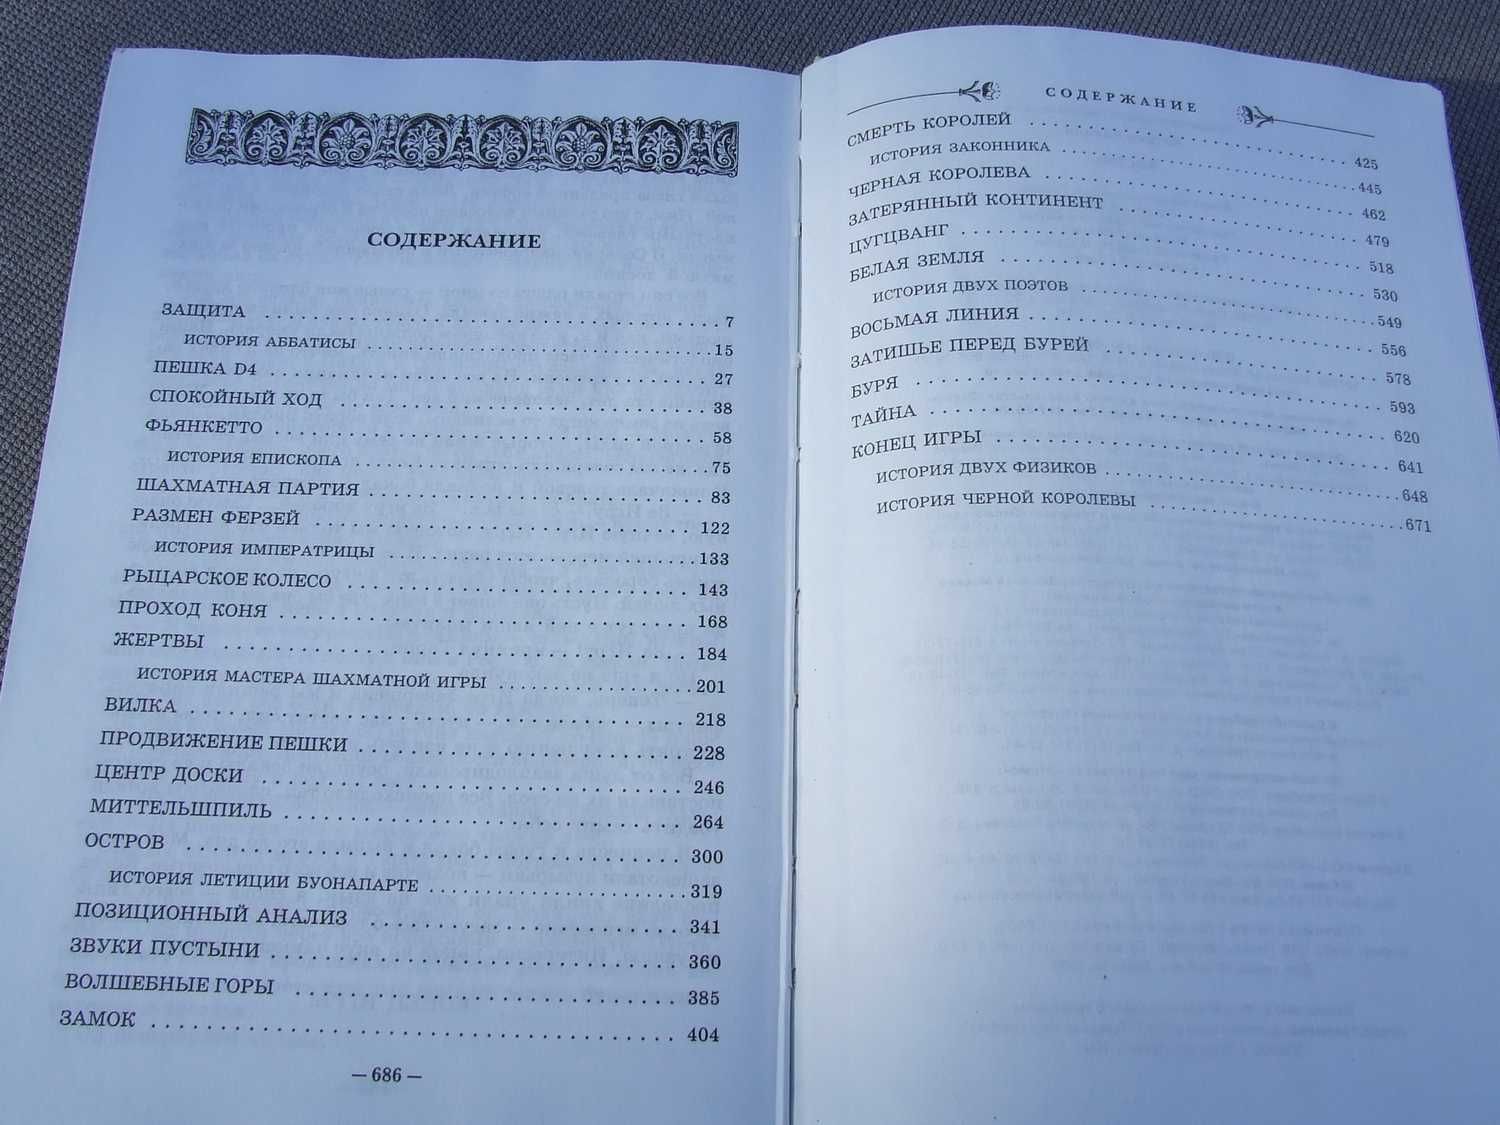 СОДЕРЖАНИЕ
ЗАЩИТА 7
ИСТОРИЯ АББАТИСЫ 15
ПЕШКА D4 27
СПОКОЙНЫЙ ХОД 38
ФЬЯНКЕТТО 58
ИСТОРИЯ ЕПИСКОПА 75
ШАХМАТНАЯ ПАРТИЯ 83
РАЗМЕН ФЕРЗЕЙ 122
ИСТОРИЯ ИМПЕРАТРИЦЫ 133
РЫЦАРСКОЕ КОЛЕСО 143
ПРОХОД КОНЯ 168
ЖЕРТВЫ 184
ИСТОРИЯ МАСТЕРА ШАХМАТНОЙ ИГРЫ 201
ВИЛКА 218
ПРОДВИЖЕНИЕ ПЕШКИ 228
ЦЕНТР ДОСКИ 246
МИТТЕЛЬШПИЛЬ 264
ОСТРОВ 300
ИСТОРИЯ ЛЕТИЦИИ БУОНАПАРТЕ 319
ПОЗИЦИОННЫЙ АНАЛИЗ 341
ЗВУКИ ПУСТЫНИ 360
ВОЛШЕБНЫЕ ГОРЫ 385
ЗАМОК 404
— 686 —
СОДЕРЖАНИЕ
СМЕРТЬ КОРОЛЕЙ 425
ИСТОРИЯ ЗАКОННИКА 445
ЧЕРНАЯ КОРОЛЕВА 462
ЗАТЕРЯННЫЙ КОНТИНЕНТ 479
ЦУГЦВАНГ 518
БЕЛАЯ ЗЕМЛЯ 530
ИСТОРИЯ ДВУХ ПОЭТОВ 549
ВОСЬМАЯ ЛИНИЯ 556
ЗАТИШЬЕ ПЕРЕД БУРЕЙ 578
БУРЯ 593
ТАЙНА 620
КОНЕЦ ИГРЫ 641
ИСТОРИЯ ДВУХ ФИЗИКОВ 648
ИСТОРИЯ ЧЕРНОЙ КОРОЛЕВЫ 671